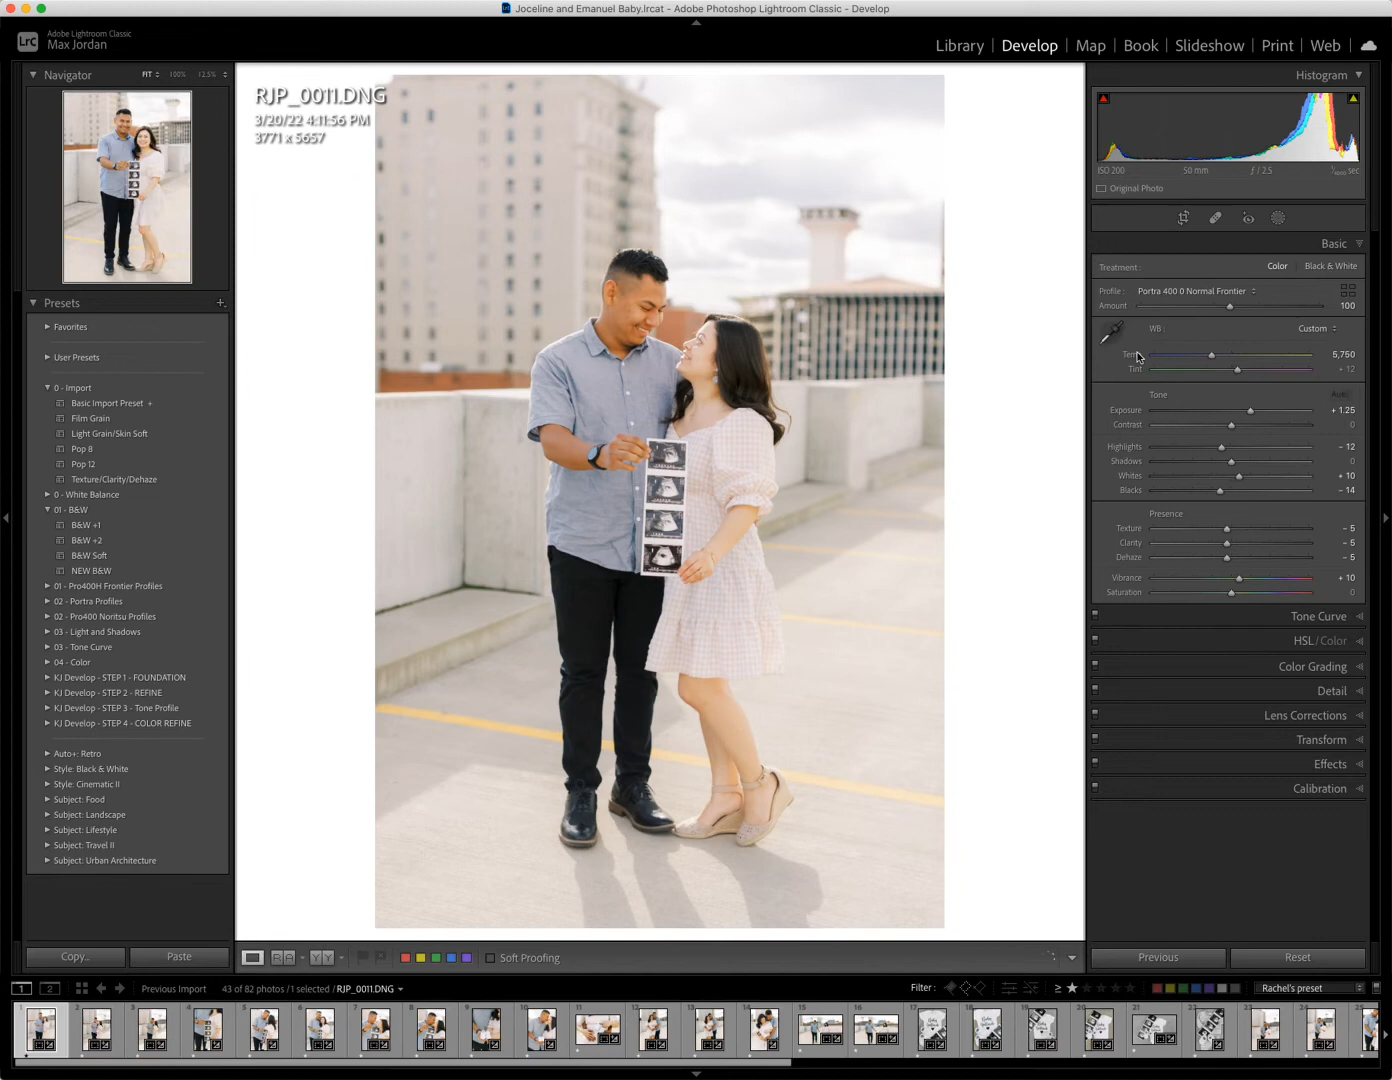 Joceline and Emanuel Baby.lrcat - Adobe Photoshop Lightroom Classic - Develop
LrC
Adobe Lightroom Classic
Max Jordan
Library | Develop | Map | Book | Slideshow | Print | Web
Navigator
FIT
100%
12.5%
Presets
Favorites
User Presets
0 - Import
Basic Import Preset +
Film Grain
Light Grain/Skin Soft
Pop 8
Pop 12
Texture/Clarity/Dehaze
0 - White Balance
01 - B&W
B&W +1
B&W +2
B&W Soft
NEW B&W
01 - Pro400H Frontier Profiles
02 - Portra Profiles
02 - Pro400 Noritsu Profiles
03 - Light and Shadows
03 - Tone Curve
04 - Color
KJ Develop - STEP 1 - FOUNDATION
KJ Develop - STEP 2 - REFINE
KJ Develop - STEP 3 - Tone Profile
KJ Develop - STEP 4 - COLOR REFINE
Auto+: Retro
Style: Black & White
Style: Cinematic II
Subject: Food
Subject: Landscape
Subject: Lifestyle
Subject: Travel II
Subject: Urban Architecture
Copy...
Paste
RJP_0011.DNG
3/20/22 4:11:56 PM
3771 x 5657
Soft Proofing
Histogram
ISO 200
50 mm
ƒ / 2.5
Original Photo
Basic
Treatment :
Color
Black & White
Profile :
Portra 400 0 Normal Frontier
Amount
100
WB :
Custom
5,750
Tint
+ 12
Tone
Auto
Exposure
+ 1.25
Contrast
0
Highlights
− 12
Shadows
0
Whites
+ 10
Blacks
− 14
Presence
Texture
− 5
Clarity
− 5
Dehaze
− 5
Vibrance
+ 10
Saturation
0
Tone Curve
HSL / Color
Color Grading
Detail
Lens Corrections
Transform
Effects
Calibration
Previous
Reset
1
2
Previous Import
43 of 82 photos / 1 selected / RJP_0011.DNG
Filter :
≥
Rachel's preset